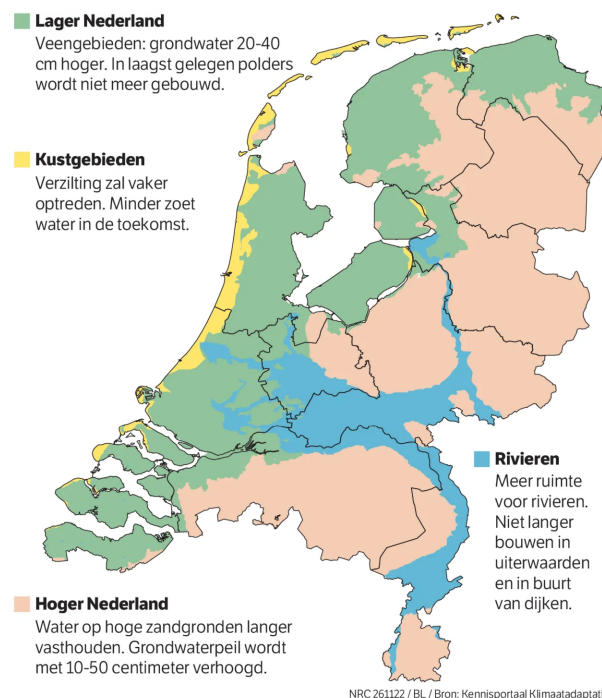 Lager Nederland
Veengebieden: grondwater 20-40
cm hoger. In laagst gelegen polders
wordt niet meer gebouwd.
Kustgebieden
Verzilting zal vaker
optreden. Minder zoet
water in de toekomst.
Rivieren
Meer ruimte
voor rivieren.
Niet langer
bouwen in
uiterwaarden
en in buurt
van dijken.
Hoger Nederland
Water op hoge zandgronden langer
vasthouden. Grondwaterpeil wordt
met 10-50 centimeter verhoogd.
NRC 261122 / BL / Bron: Kennisportaal Klimaatadaptati